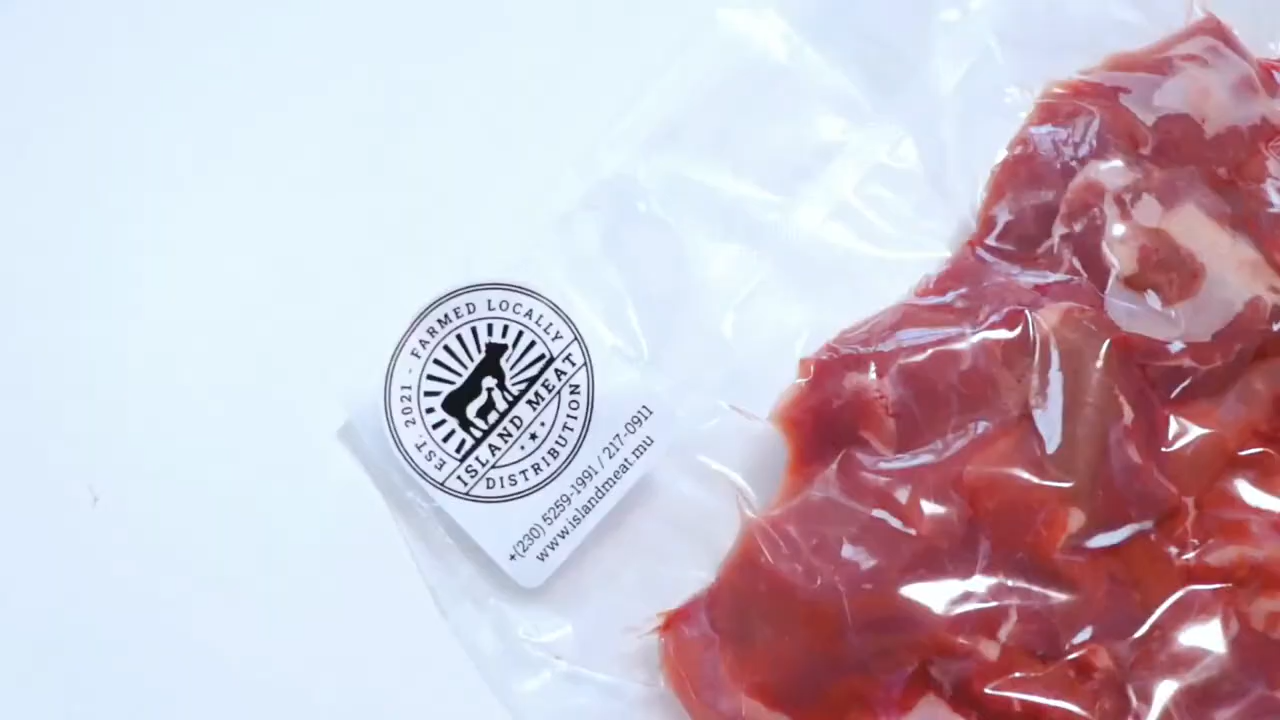 EST. 2021 - FARMED LOCALLY
ISLAND MEAT
DISTRIBUTION
+(230) 5259-1991 / 217-0911
www.islandmeat.mu